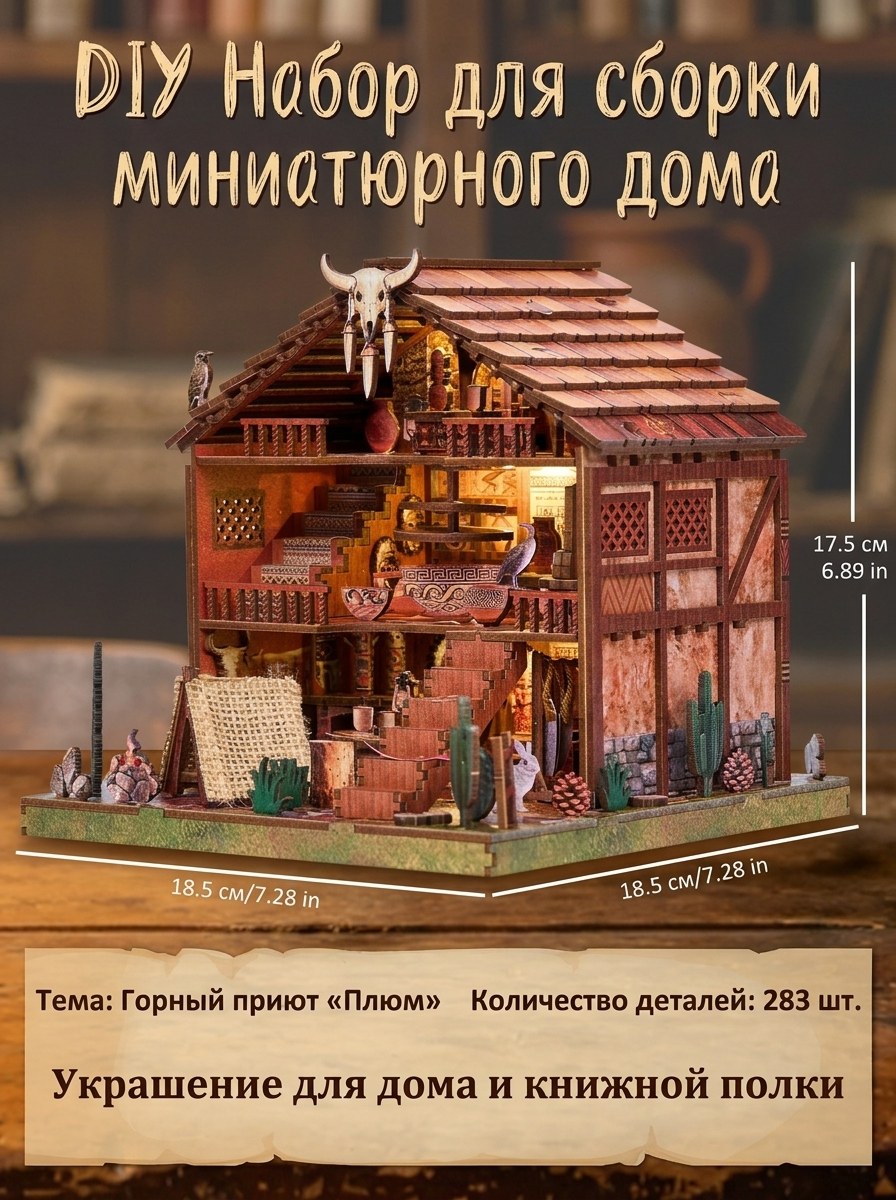 DIY Набор для сборки
миниатюрного дома
17.5 см
6.89 in
18.5 см/7.28 in
18.5 см/7.28 in
Тема: Горный приют «Плюм» Количество деталей: 283 шт.
Украшение для дома и книжной полки